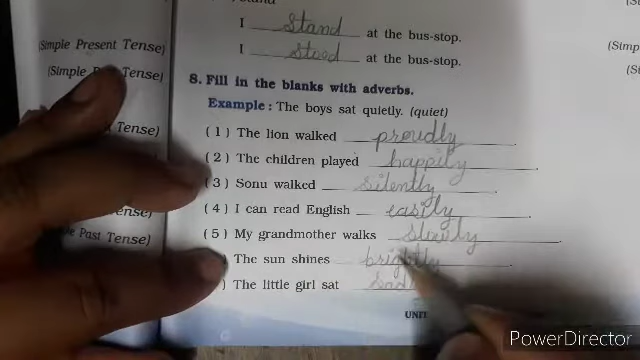 I stand at the bus-stop.
I stood at the bus-stop.
(Simple Present Tense)
(Simple Tense)
8. Fill in the blanks with adverbs.
Example : The boys sat quietly. (quiet)
Tense)
(1) The lion walked proudly.
(2) The children played happily.
(3) Sonu walked silently.
(4) I can read English easily.
(5) My grandmother walks slowly.
Past Tense)
The sun shines brightly.
) The little girl sat
UNIT
PowerDirector